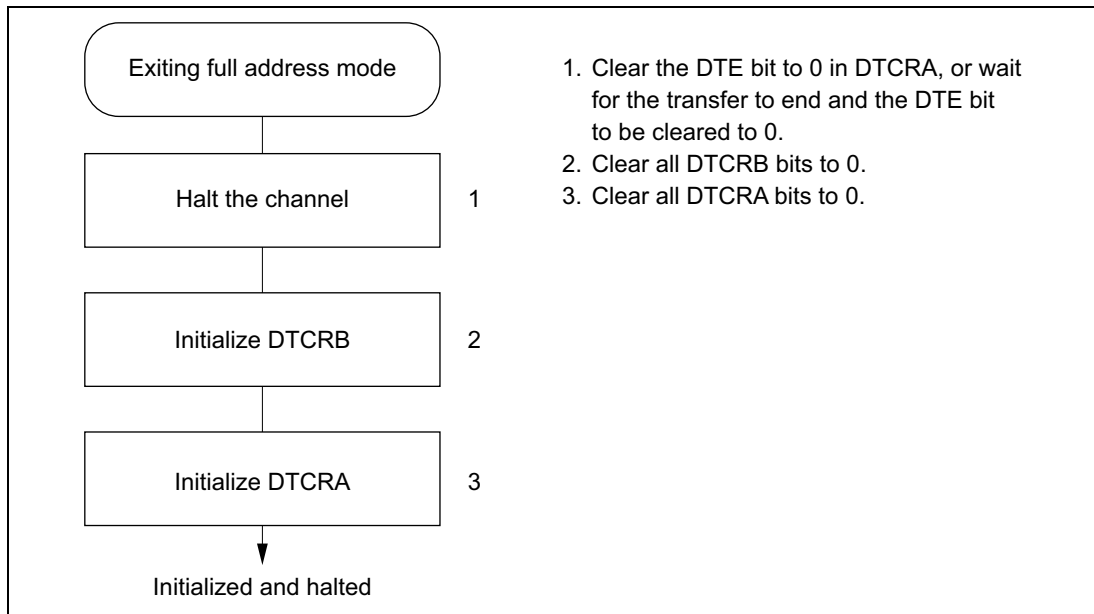 Exiting full address mode
Halt the channel
1
Initialize DTCRB
2
Initialize DTCRA
3
Initialized and halted
1. Clear the DTE bit to 0 in DTCRA, or wait
for the transfer to end and the DTE bit
to be cleared to 0.
2. Clear all DTCRB bits to 0.
3. Clear all DTCRA bits to 0.